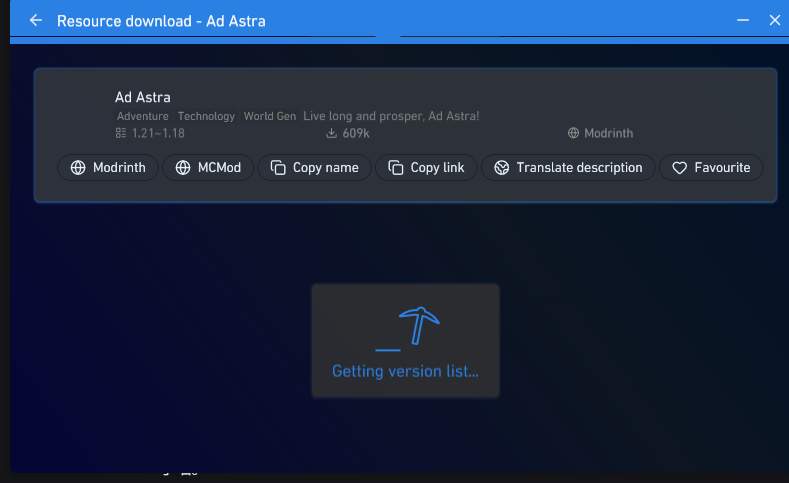 Resource download - Ad Astra
Ad Astra
Adventure Technology World Gen Live long and prosper, Ad Astra!
1.21~1.18 609k Modrinth
Modrinth MCMod Copy name Copy link Translate description Favourite
Getting version list...